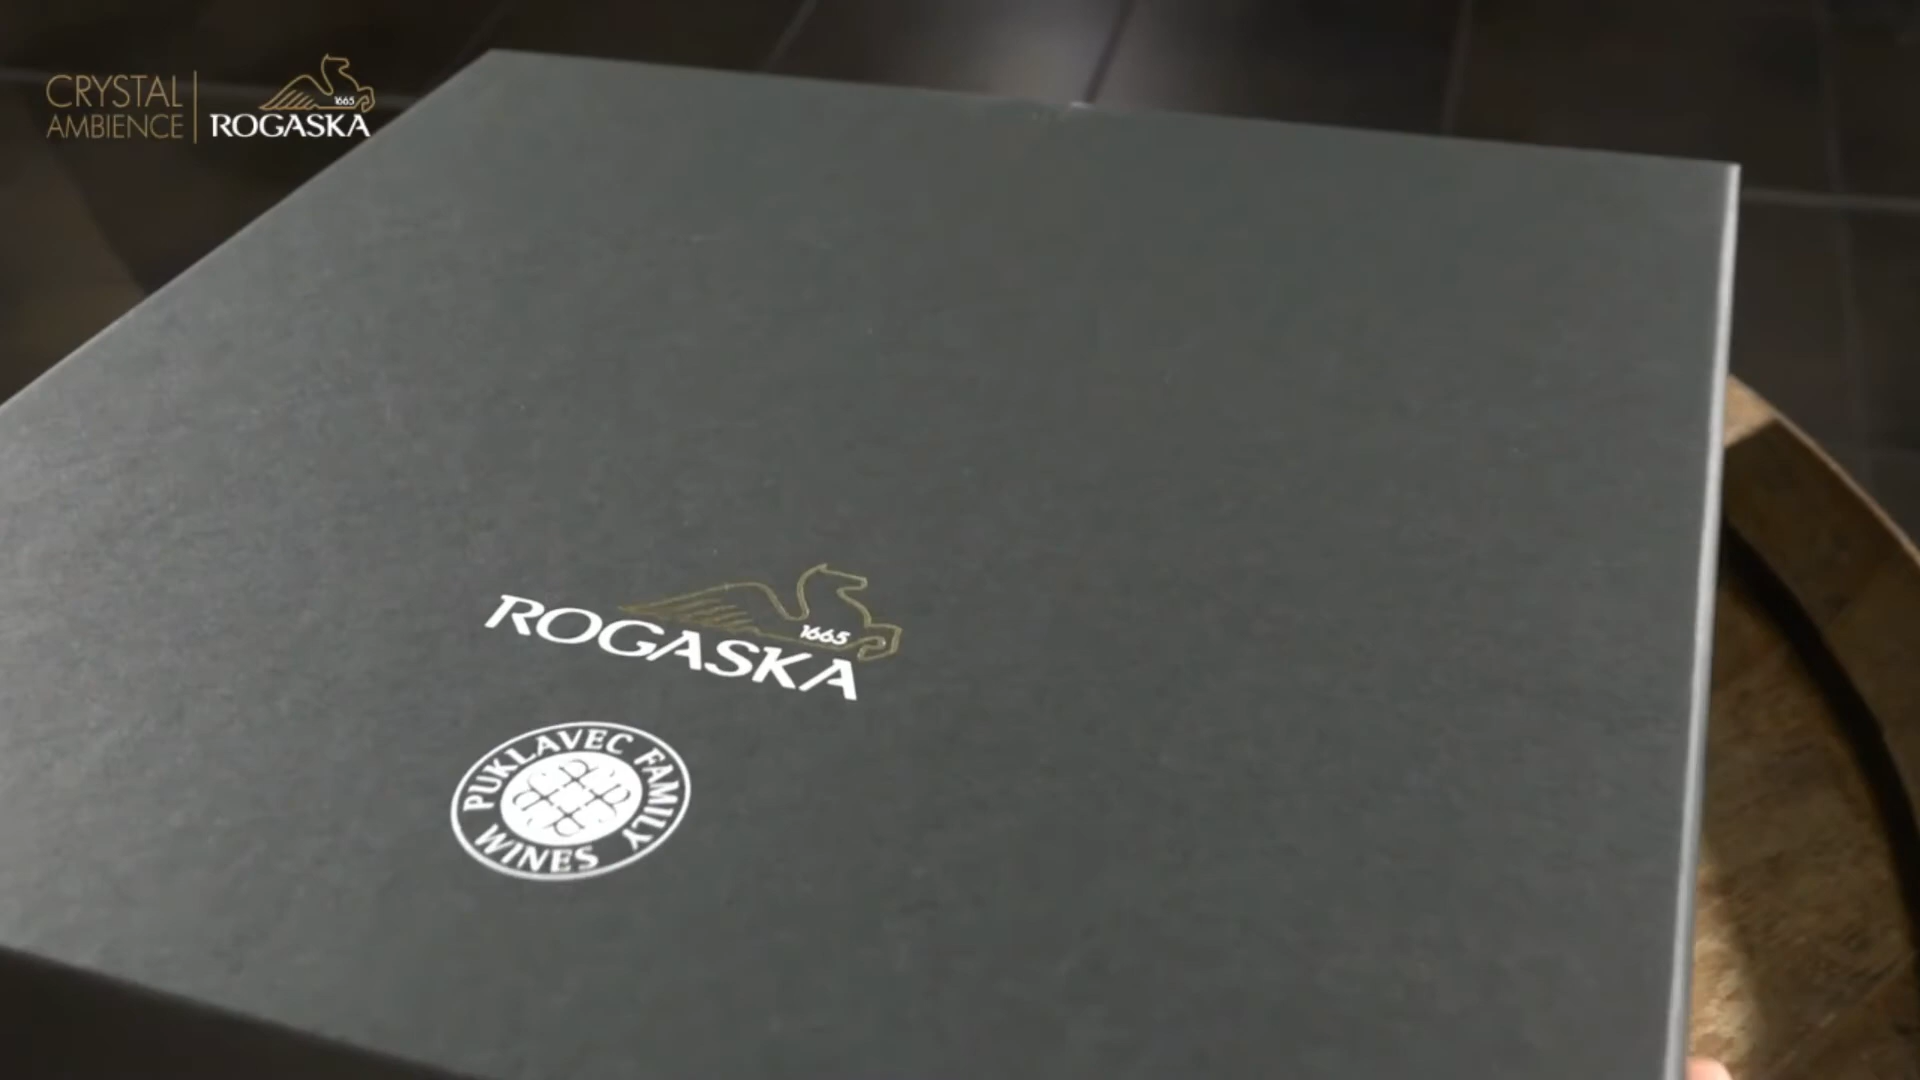 CRYSTAL
AMBIENCE
1665
ROGASKA
1665
ROGASKA
PUKLAVEC FAMILY
WINES